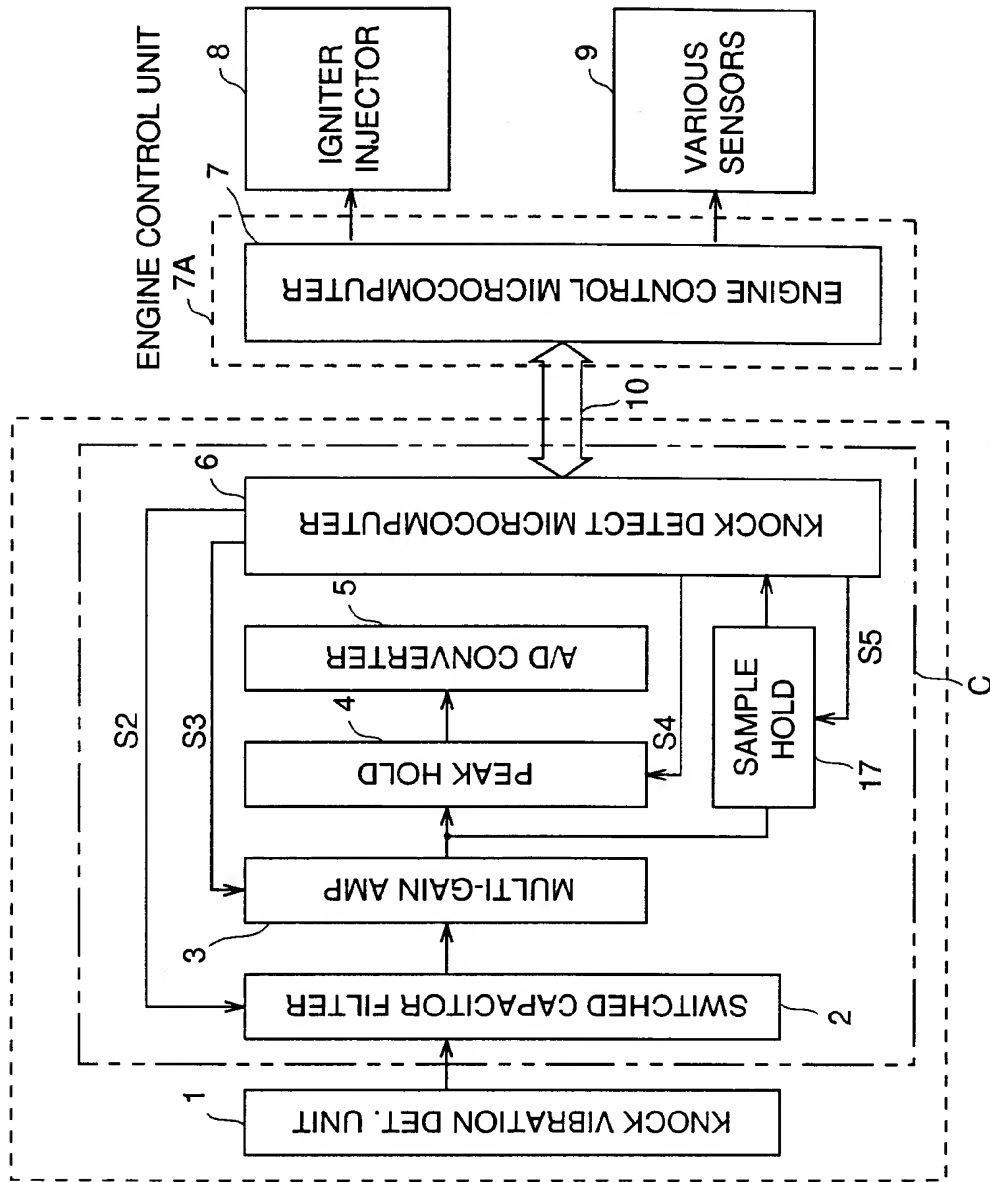 ENGINE CONTROL UNIT
7A
7
8
IGNITER
INJECTOR
9
VARIOUS
SENSORS
ENGINE CONTROL MICROCOMPUTER
10
6
KNOCK DETECT MICROCOMPUTER
S2
S3
5
A/D CONVERTER
4
PEAK HOLD
S4
SAMPLE
HOLD
S5
17
C
MULTI-GAIN AMP
3
SWITCHED CAPACITOR FILTER
2
1
KNOCK VIBRATION DET. UNIT